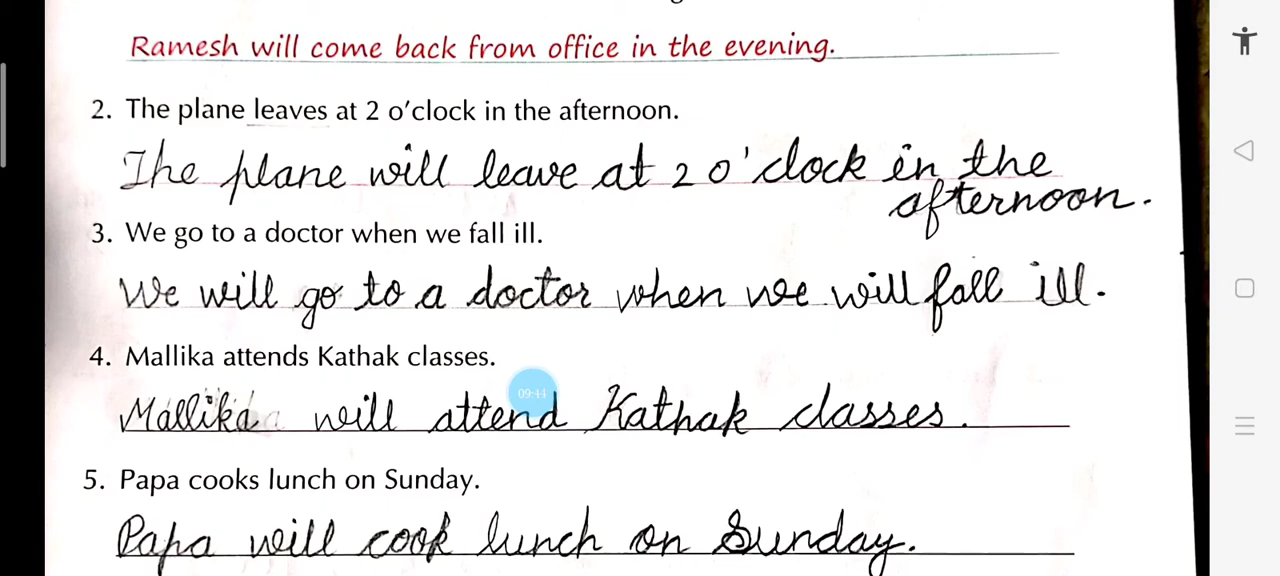 Ramesh will come back from office in the evening.
2. The plane leaves at 2 o'clock in the afternoon.
The plane will leave at 2 o'clock in the
afternoon.
3. We go to a doctor when we fall ill.
We will go to a doctor when we will fall ill.
4. Mallika attends Kathak classes.
09:44
Mallika will attend Kathak classes.
5. Papa cooks lunch on Sunday.
Papa will cook lunch on Sunday.